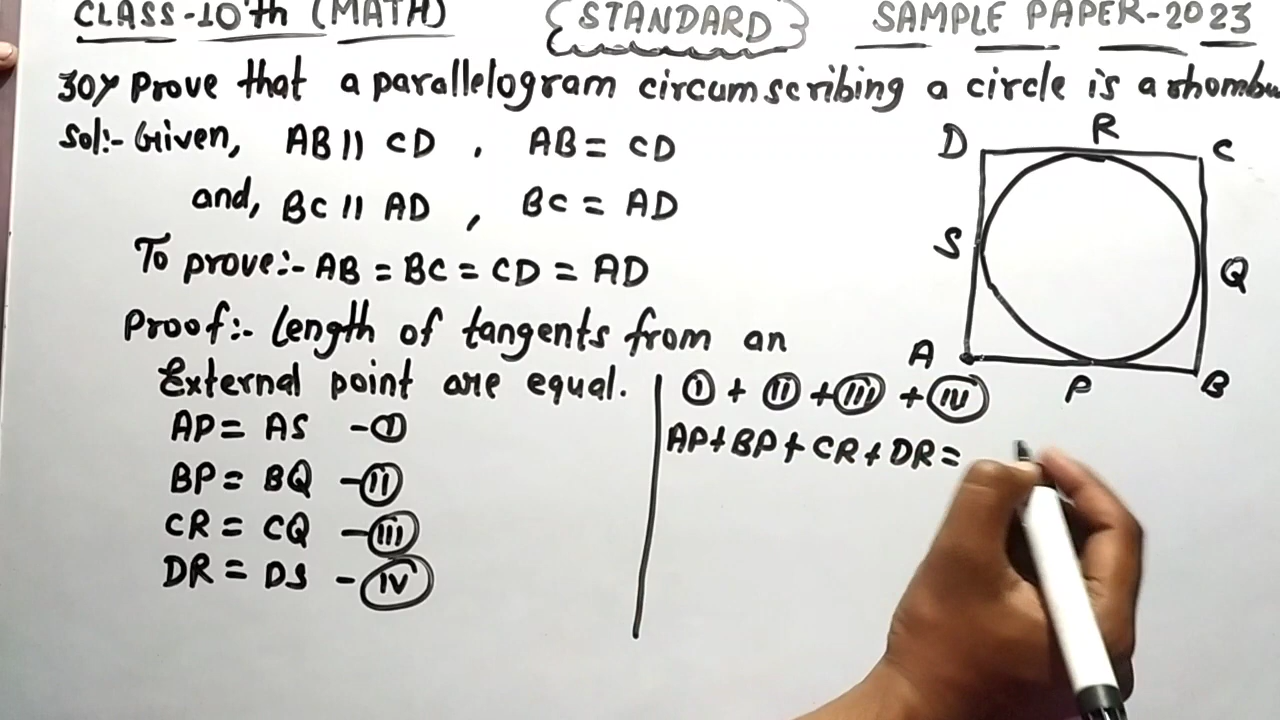 CLASS-10th (MATH) {STANDARD} SAMPLE PAPER-2023
30> Prove that a parallelogram circumscribing a circle is a rhombu
Sol:- Given, AB || CD , AB = CD
and, BC || AD , BC = AD
To prove:- AB = BC = CD = AD
Proof:- Length of tangents from an
External point are equal.
AP = AS - I
BP = BQ - II
CR = CQ - III
DR = DS - IV
I + II + III + IV
AP+BP+CR+DR=
D R C
S Q
A P B